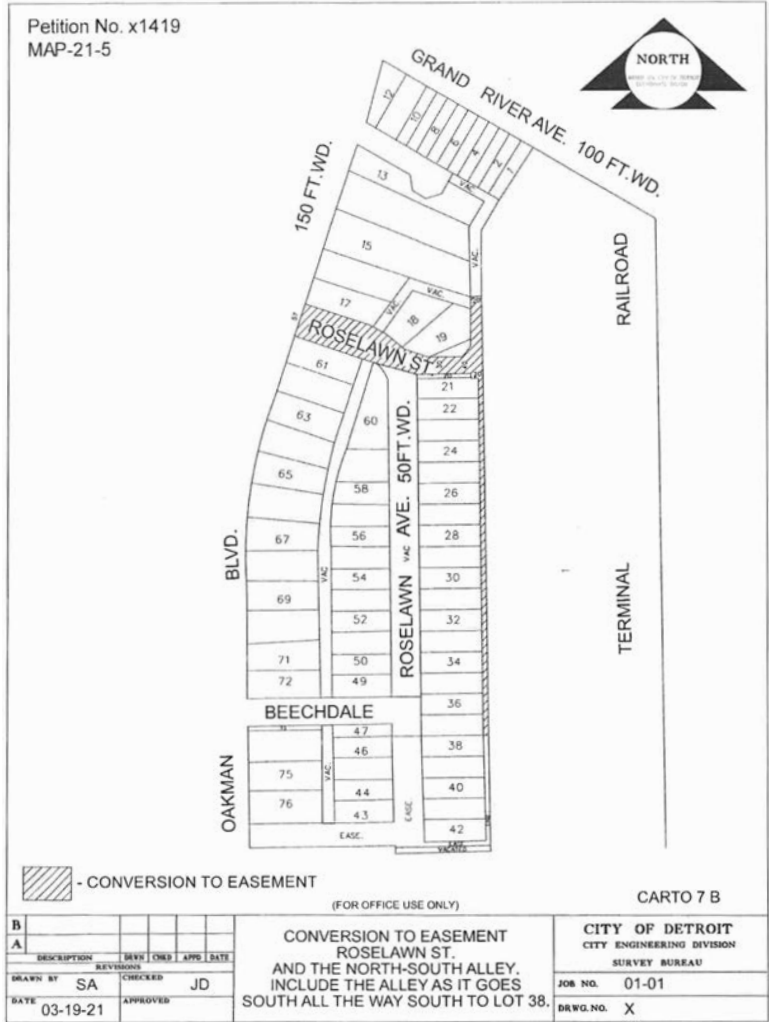 Petition No. x1419
MAP-21-5
NORTH
GRAND RIVER AVE. 100 FT.WD.
150 FT.WD.
12
10
8
6
4
2
1
VAC.
13
15
VAC.
RAILROAD
17
VAC.
VAC.
18
19
ROSELAWN ST.
61
21
22
63
60
24
65
58
26
ROSELAWN VAC AVE. 50FT.WD.
67
56
28
BLVD.
VAC
54
30
69
52
32
TERMINAL
71
50
34
72
49
36
BEECHDALE
47
46
38
75
VAC.
44
40
76
43
EASE.
42
OAKMAN
EASE.
EASE
VACATED
- CONVERSION TO EASEMENT
(FOR OFFICE USE ONLY)
CARTO 7 B
B
A
DESCRIPTION DRWN CHKD APPD DATE
REVISIONS
DRAWN BY SA CHECKED JD
DATE 03-19-21 APPROVED
CONVERSION TO EASEMENT
ROSELAWN ST.
AND THE NORTH-SOUTH ALLEY.
INCLUDE THE ALLEY AS IT GOES
SOUTH ALL THE WAY SOUTH TO LOT 38.
CITY OF DETROIT
CITY ENGINEERING DIVISION
SURVEY BUREAU
JOB NO. 01-01
DRWG. NO. X